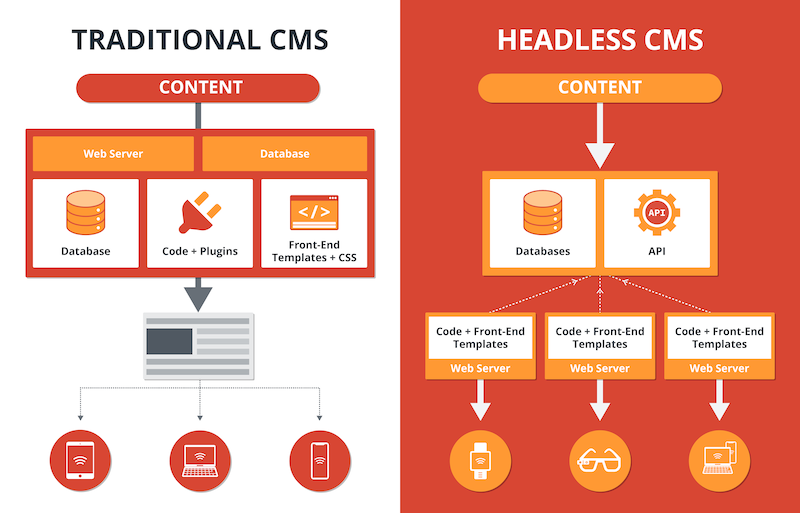 TRADITIONAL CMS
CONTENT
Web Server
Database
Database
Code + Plugins
Front-End
Templates + CSS
HEADLESS CMS
CONTENT
Databases
API
API
Code + Front-End
Templates
Web Server
Code + Front-End
Templates
Web Server
Code + Front-End
Templates
Web Server